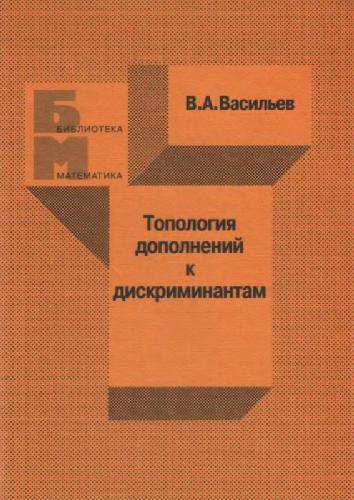 БИБЛИОТЕКА
МАТЕМАТИКА
В.А.Васильев
Топология
дополнений
к
дискриминантам